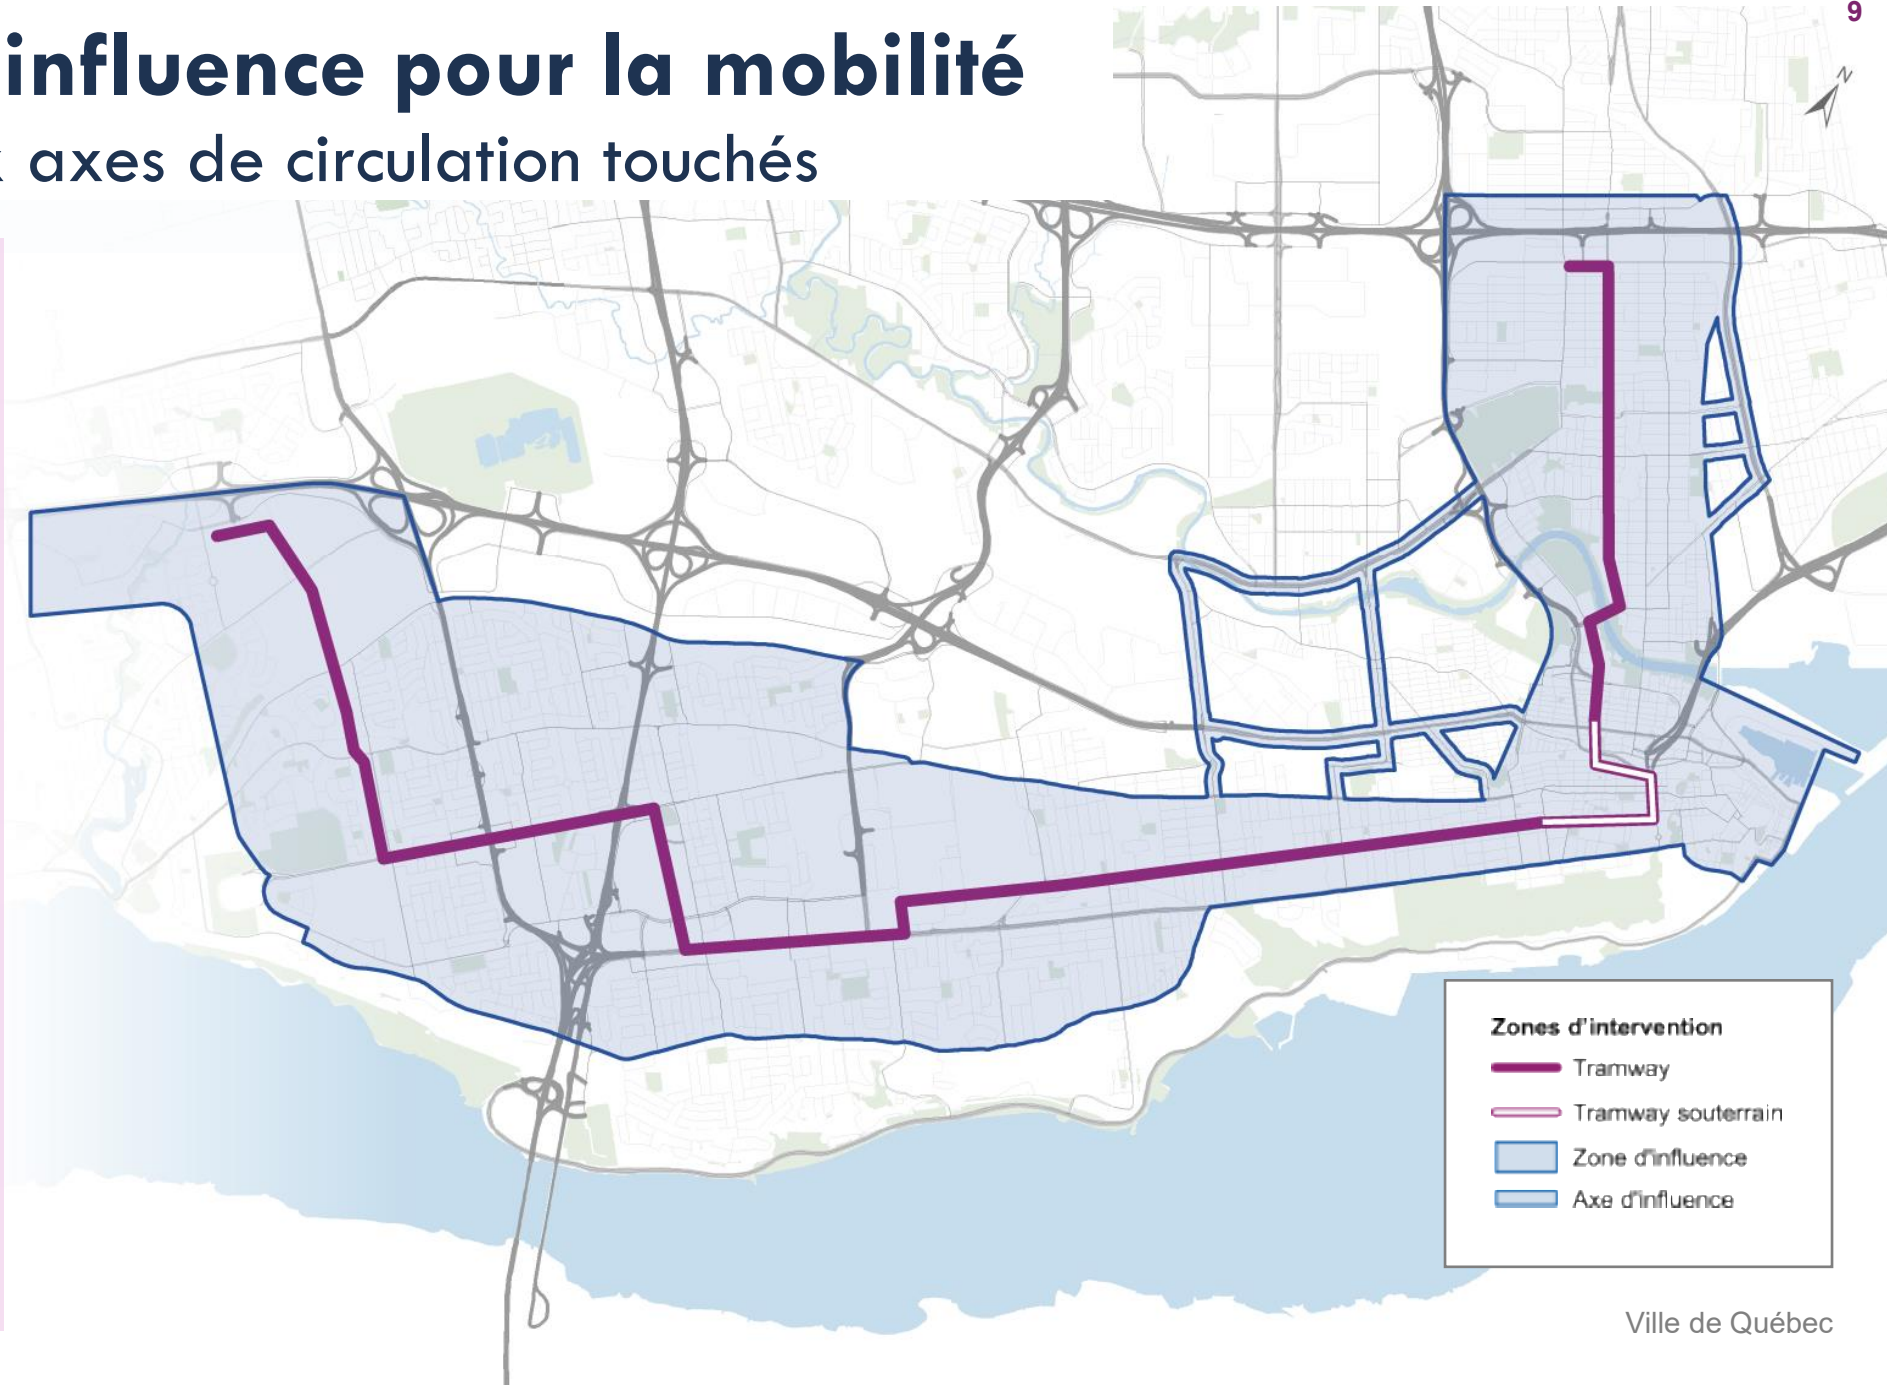 9
influence pour la mobilité
axes de circulation touchés
N
Zones d'intervention
Tramway
Tramway souterrain
Zone d'influence
Axe d'influence
Ville de Québec